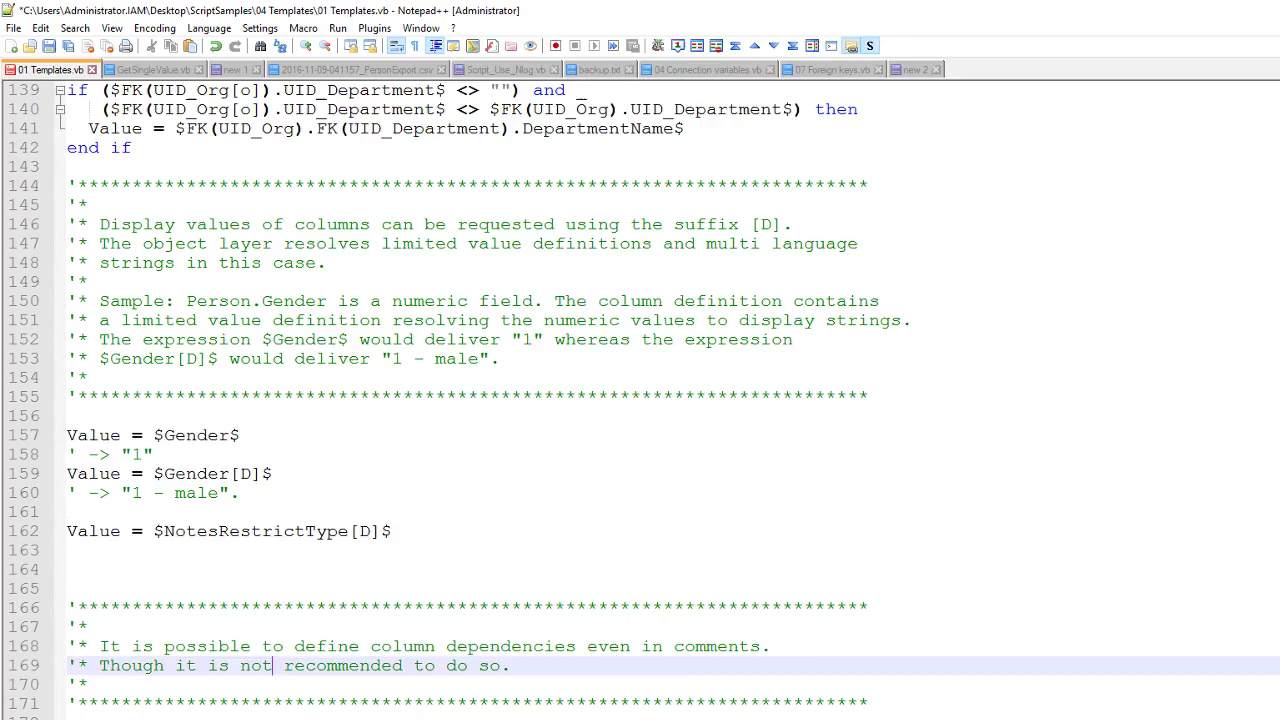 *C:\Users\Administrator.IAM\Desktop\ScriptSamples\04 Templates\01 Templates.vb - Notepad++ [Administrator]
File Edit Search View Encoding Language Settings Macro Run Plugins Window ?
01 Templates.vb GetSingleValue.vb new 1 2016-11-09-041157_PersonExport.csv Script_Use_Nlog.vb backup.txt 04 Connection variables.vb 07 Foreign keys.vb new 2
139 if ($FK(UID_Org[o]).UID_Department$ <> "") and _
140 ($FK(UID_Org[o]).UID_Department$ <> $FK(UID_Org).UID_Department$) then
141 Value = $FK(UID_Org).FK(UID_Department).DepartmentName$
142 end if
143
144 '*************************************************************************
145 '*
146 '* Display values of columns can be requested using the suffix [D].
147 '* The object layer resolves limited value definitions and multi language
148 '* strings in this case.
149 '*
150 '* Sample: Person.Gender is a numeric field. The column definition contains
151 '* a limited value definition resolving the numeric values to display strings.
152 '* The expression $Gender$ would deliver "1" whereas the expression
153 '* $Gender[D]$ would deliver "1 - male".
154 '*
155 '*************************************************************************
156
157 Value = $Gender$
158 ' -> "1"
159 Value = $Gender[D]$
160 ' -> "1 - male".
161
162 Value = $NotesRestrictType[D]$
163
164
165
166 '*************************************************************************
167 '*
168 '* It is possible to define column dependencies even in comments.
169 '* Though it is not recommended to do so.
170 '*
171 '*************************************************************************